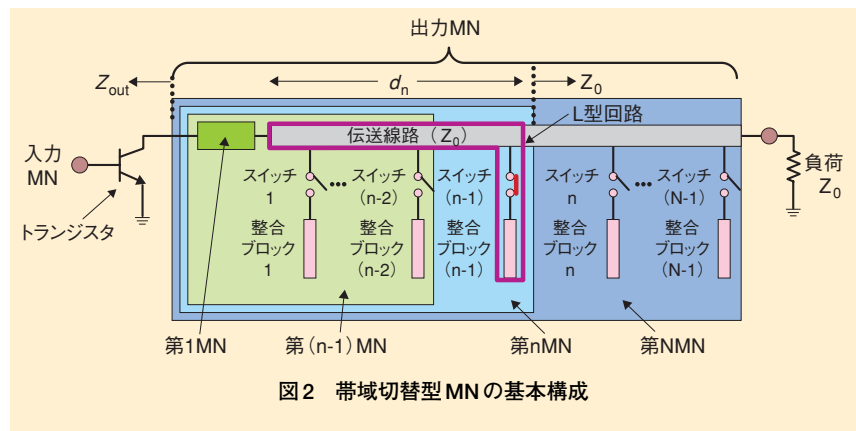 出力MN
Zout
dn
Z0
L型回路
伝送線路（Z0）
入力
MN
トランジスタ
負荷
Z0
スイッチ
1
スイッチ
(n-2)
スイッチ
(n-1)
スイッチ
n
スイッチ
(N-1)
•••
•••
整合
ブロック
1
整合
ブロック
(n-2)
整合
ブロック
(n-1)
整合
ブロック
n
整合
ブロック
(N-1)
第1MN
第（n-1）MN
第nMN
第NMN
図2 帯域切替型MNの基本構成